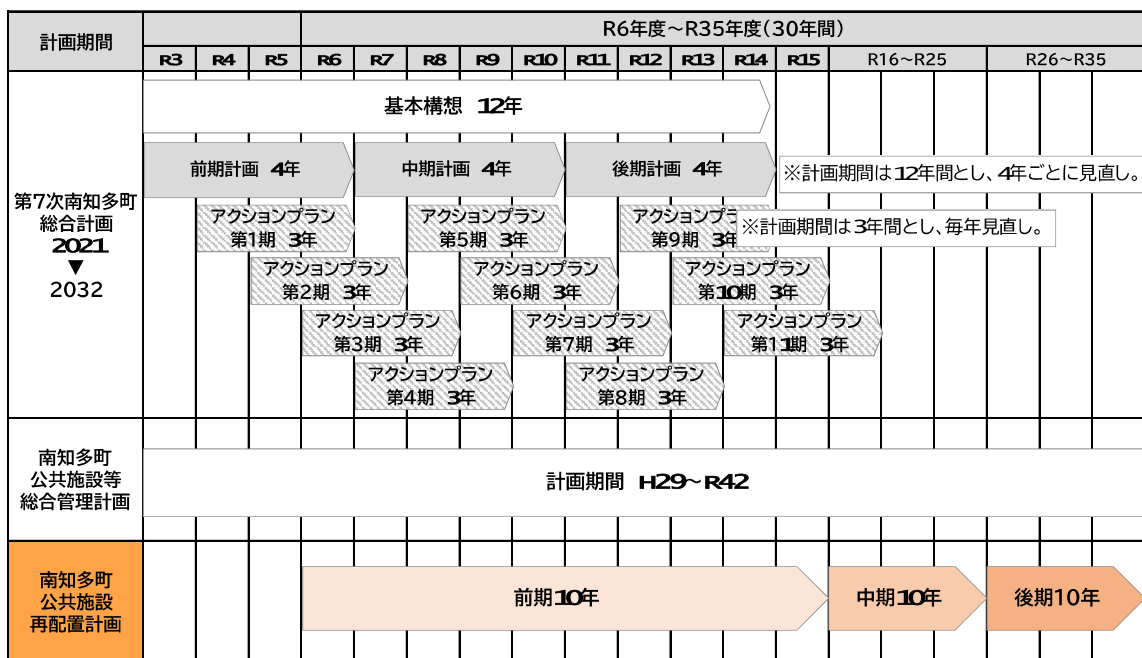 計画期間
R6年度～R35年度（30年間）
R3 R4 R5 R6 R7 R8 R9 R10 R11 R12 R13 R14 R15 R16～R25 R26～R35
第7次南知多町
総合計画
2021
▼
2032
基本構想 12年
前期計画 4年
中期計画 4年
後期計画 4年
※計画期間は12年間とし、4年ごとに見直し。
アクションプラン
第1期 3年
アクションプラン
第5期 3年
アクションプラン
第9期 3年
※計画期間は3年間とし、毎年見直し。
アクションプラン
第2期 3年
アクションプラン
第6期 3年
アクションプラン
第10期 3年
アクションプラン
第3期 3年
アクションプラン
第7期 3年
アクションプラン
第11期 3年
アクションプラン
第4期 3年
アクションプラン
第8期 3年
南知多町
公共施設等
総合管理計画
計画期間 H29～R42
南知多町
公共施設
再配置計画
前期10年
中期10年
後期10年